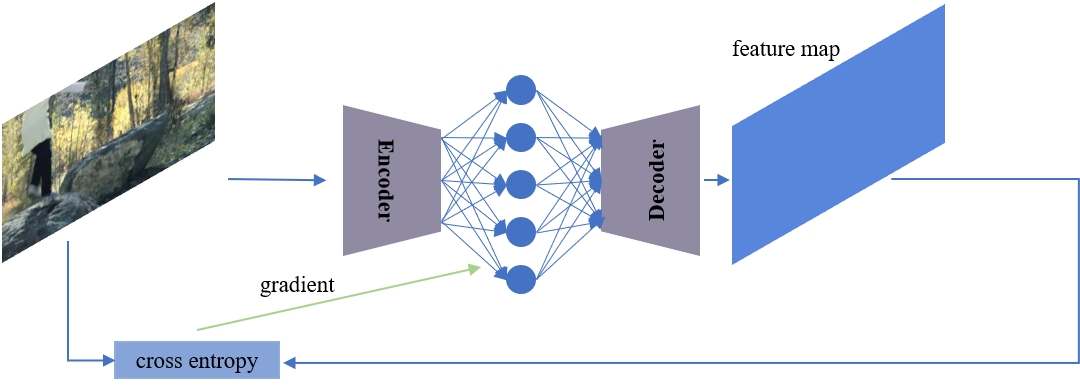 feature map
Encoder
Decoder
gradient
cross entropy